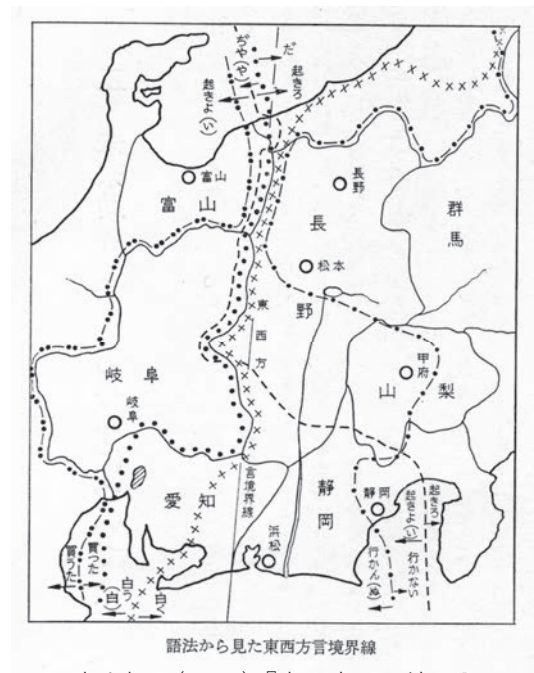 ぢや(や)
だ
起きよ(い)
起きろ
富山
富山
長野
長野
群馬
松本
東西方言境界線
岐阜
岐阜
甲府
山梨
愛知
静岡
静岡
浜松
起きよ(い)
起きろ
行かん(ぬ)
行かない
買うた
買つた
白う(白)
白く
語法から見た東西方言境界線